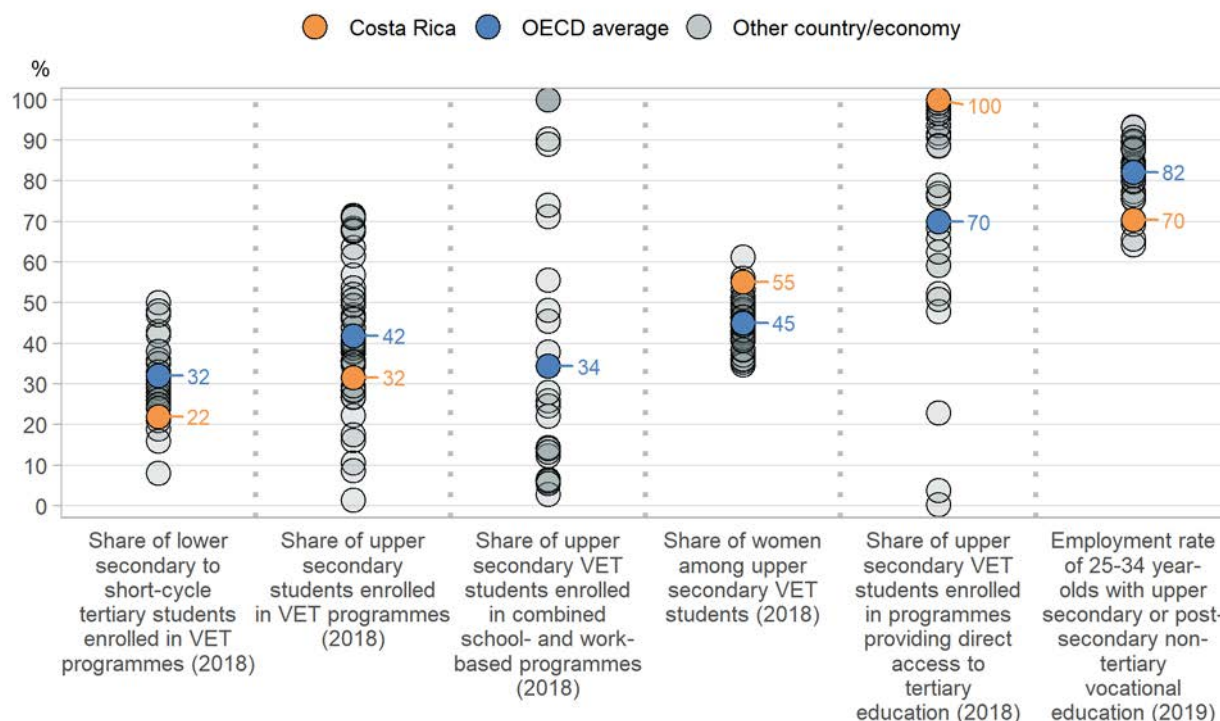 Costa Rica OECD average Other country/economy
%
100
90
80
70
60
50
40
30
20
10
0
32
22
42
32
34
55
45
100
70
82
70
Share of lower
secondary to
short-cycle
tertiary students
enrolled in VET
programmes (2018)
Share of upper
secondary
students enrolled
in VET programmes
(2018)
Share of upper
secondary VET
students enrolled
in combined
school- and work-
based programmes
(2018)
Share of women
among upper
secondary VET
students (2018)
Share of upper
secondary VET
students enrolled
in programmes
providing direct
access to
tertiary
education (2018)
Employment rate
of 25-34 year-
olds with upper
secondary or post-
secondary non-
tertiary
vocational
education (2019)